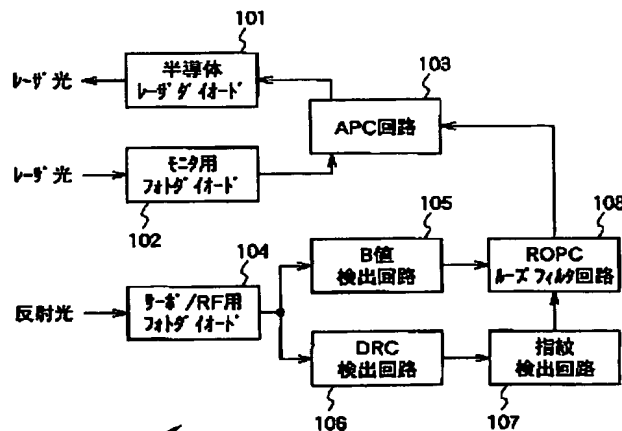 101
半導体
レーザダイオード
レーザ光
103
APC回路
レーザ光
モニタ用
フォトダイオード
102
104
サーボ/RF用
フォトダイオード
反射光
105
B値
検出回路
108
ROPC
ループフィルタ回路
DRC
検出回路
106
指紋
検出回路
107